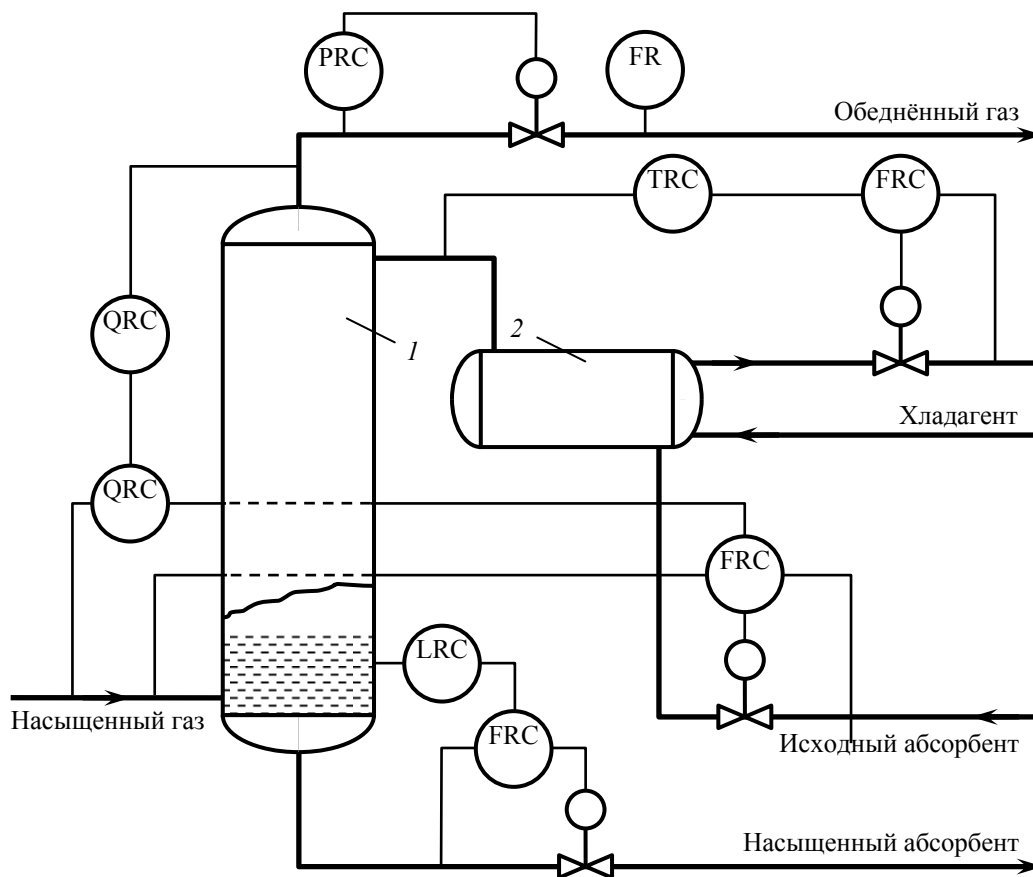 PRC
FR
Обеднённый газ
TRC
FRC
QRC
1
2
Хладагент
QRC
FRC
LRC
Насыщенный газ
FRC
Исходный абсорбент
Насыщенный абсорбент